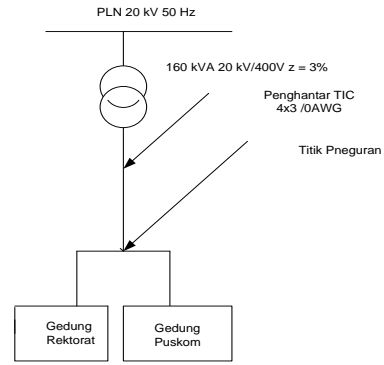 PLN 20 kV 50 Hz
160 kVA 20 kV/400V z = 3%
Penghantar TIC
4x3 /0AWG
Titik Pneguran
Gedung
Rektorat
Gedung
Puskom